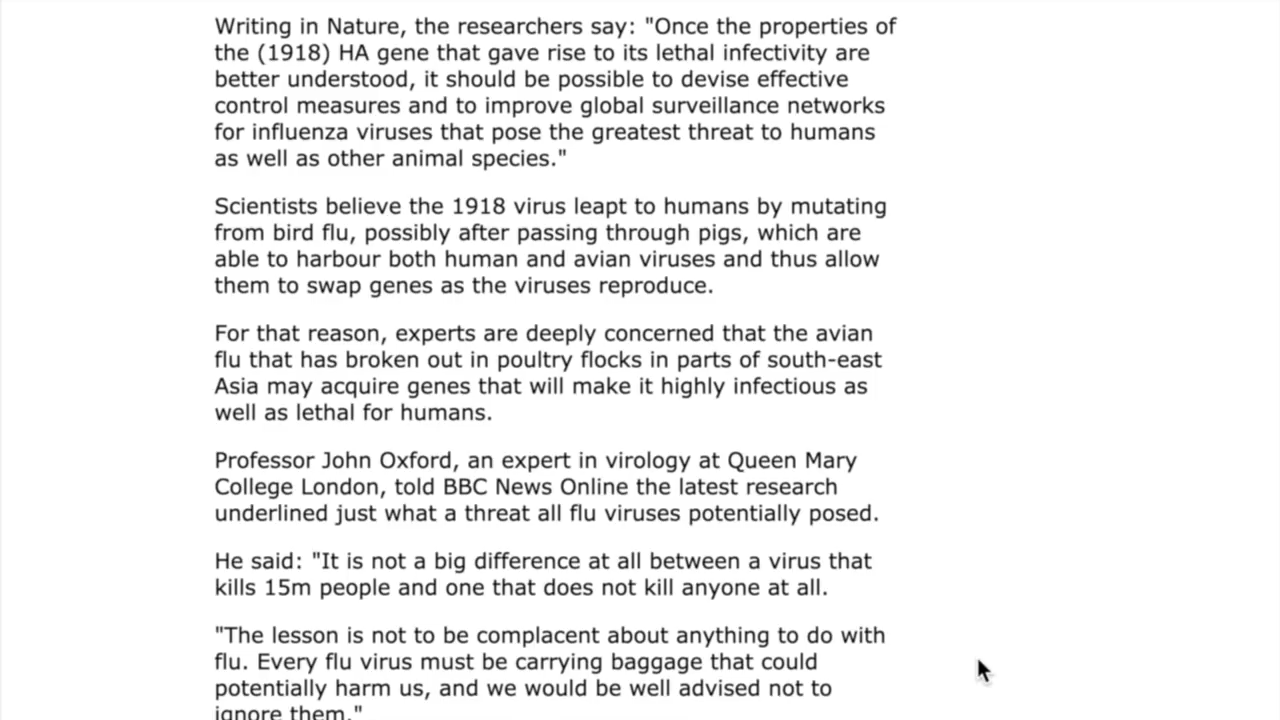 Writing in Nature, the researchers say: "Once the properties of
the (1918) HA gene that gave rise to its lethal infectivity are
better understood, it should be possible to devise effective
control measures and to improve global surveillance networks
for influenza viruses that pose the greatest threat to humans
as well as other animal species."
Scientists believe the 1918 virus leapt to humans by mutating
from bird flu, possibly after passing through pigs, which are
able to harbour both human and avian viruses and thus allow
them to swap genes as the viruses reproduce.
For that reason, experts are deeply concerned that the avian
flu that has broken out in poultry flocks in parts of south-east
Asia may acquire genes that will make it highly infectious as
well as lethal for humans.
Professor John Oxford, an expert in virology at Queen Mary
College London, told BBC News Online the latest research
underlined just what a threat all flu viruses potentially posed.
He said: "It is not a big difference at all between a virus that
kills 15m people and one that does not kill anyone at all.
"The lesson is not to be complacent about anything to do with
flu. Every flu virus must be carrying baggage that could
potentially harm us, and we would be well advised not to
ignore them."